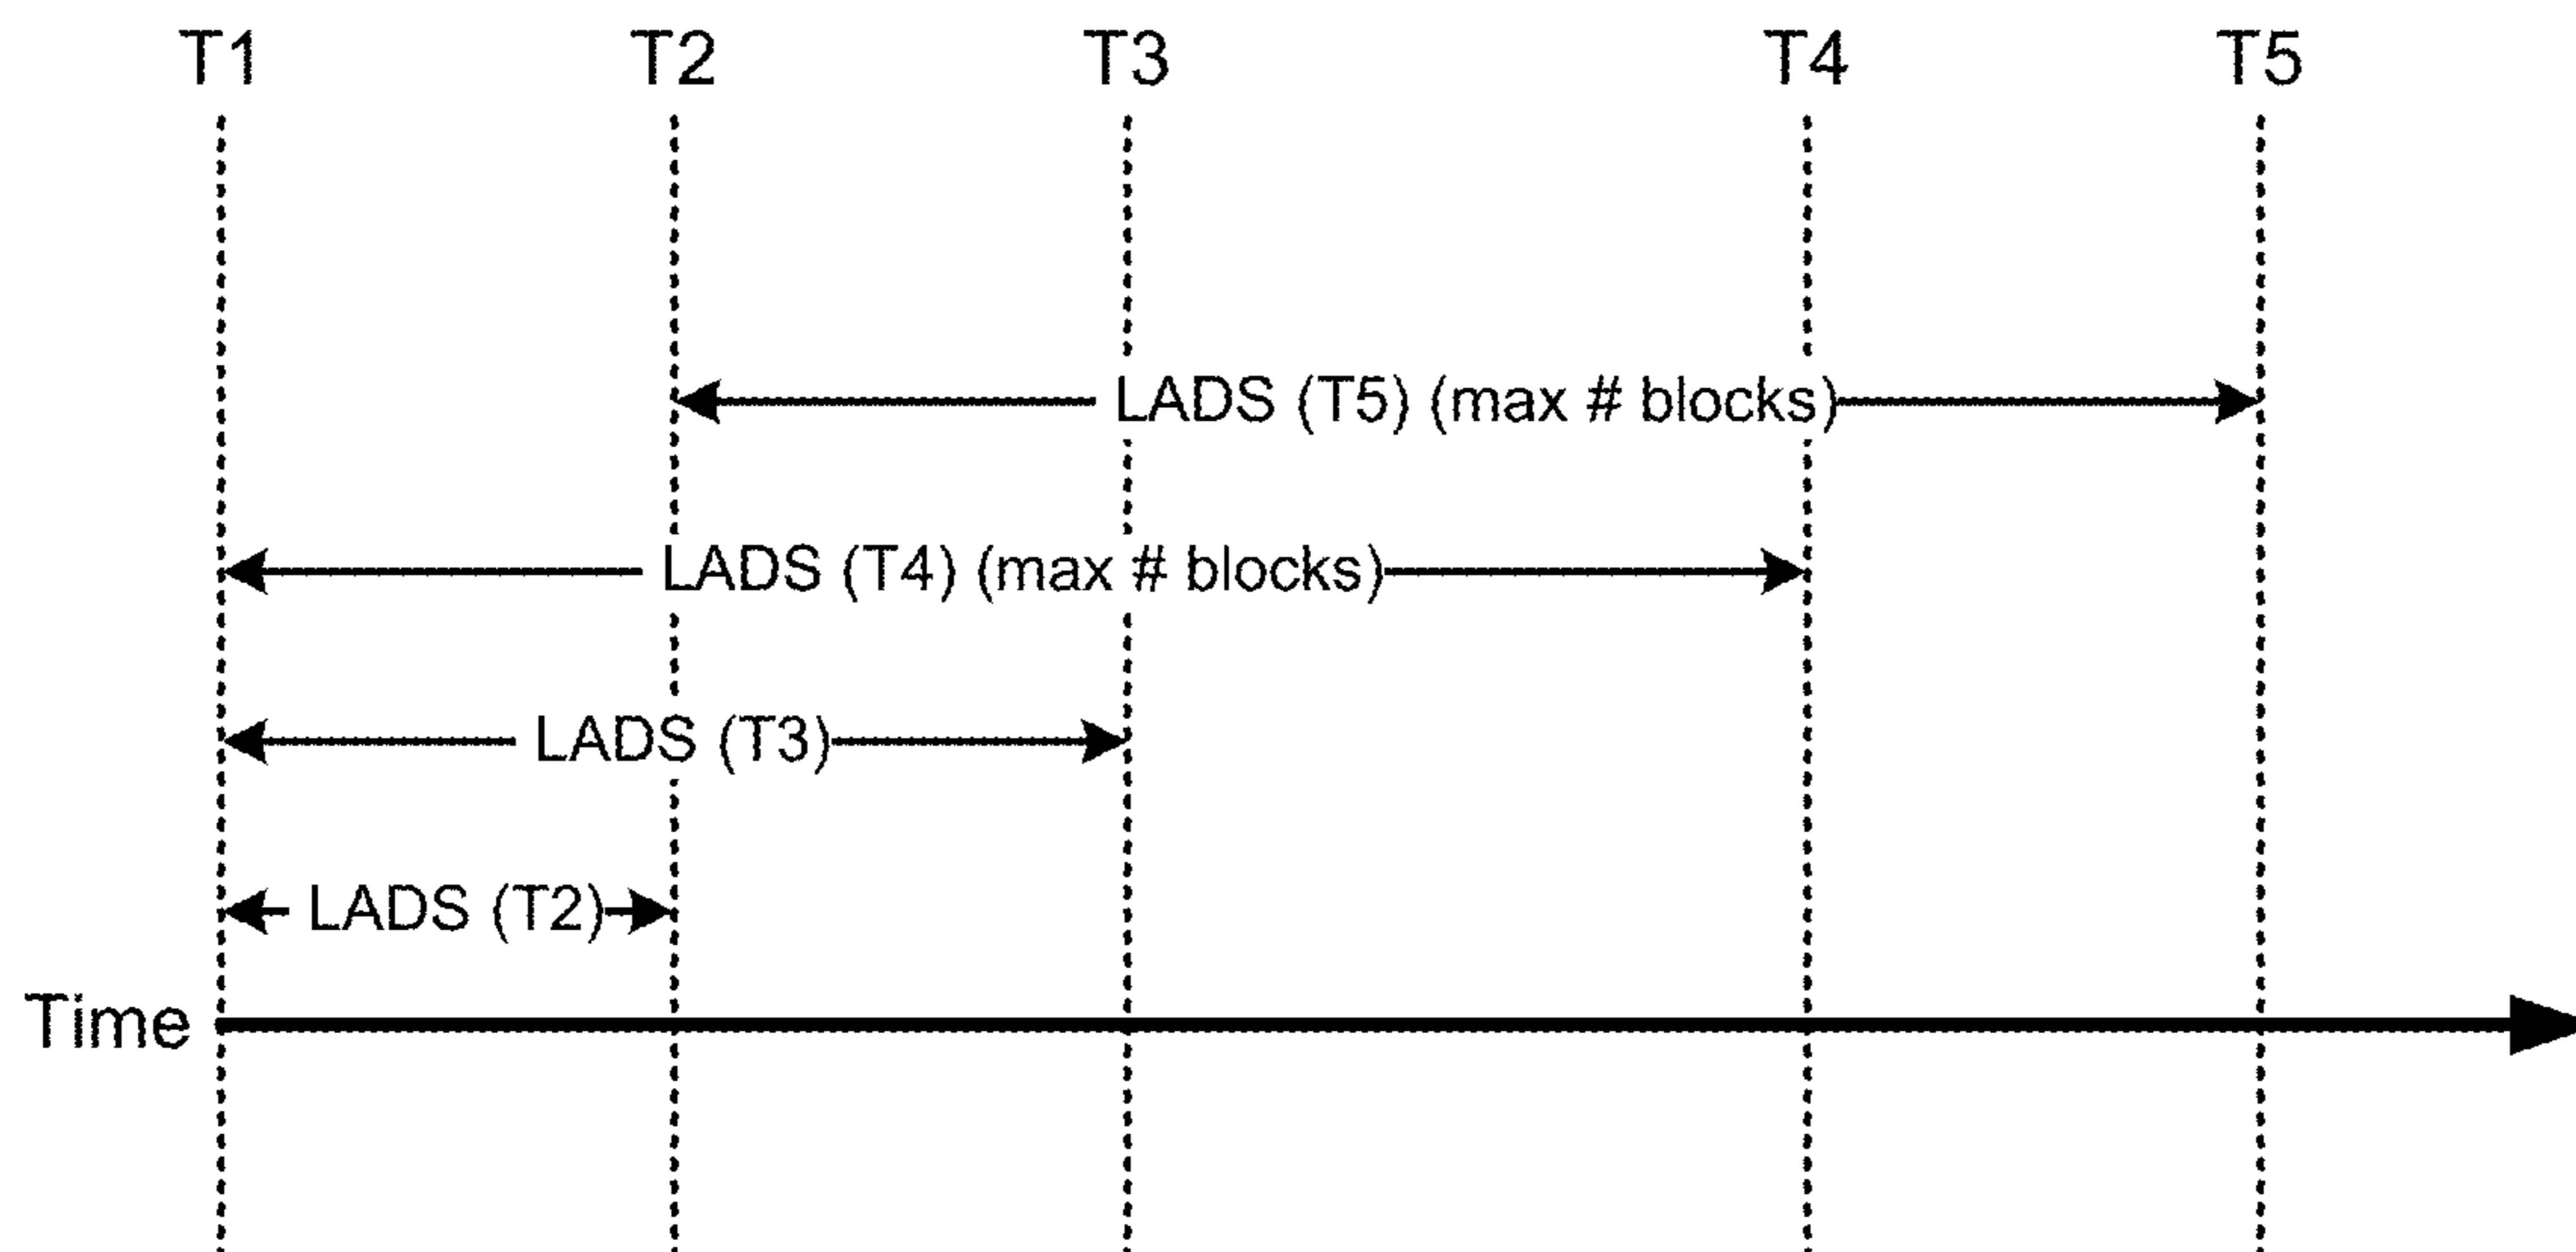 T1 T2 T3 T4 T5
LADS (T5) (max # blocks)
LADS (T4) (max # blocks)
LADS (T3)
LADS (T2)
Time